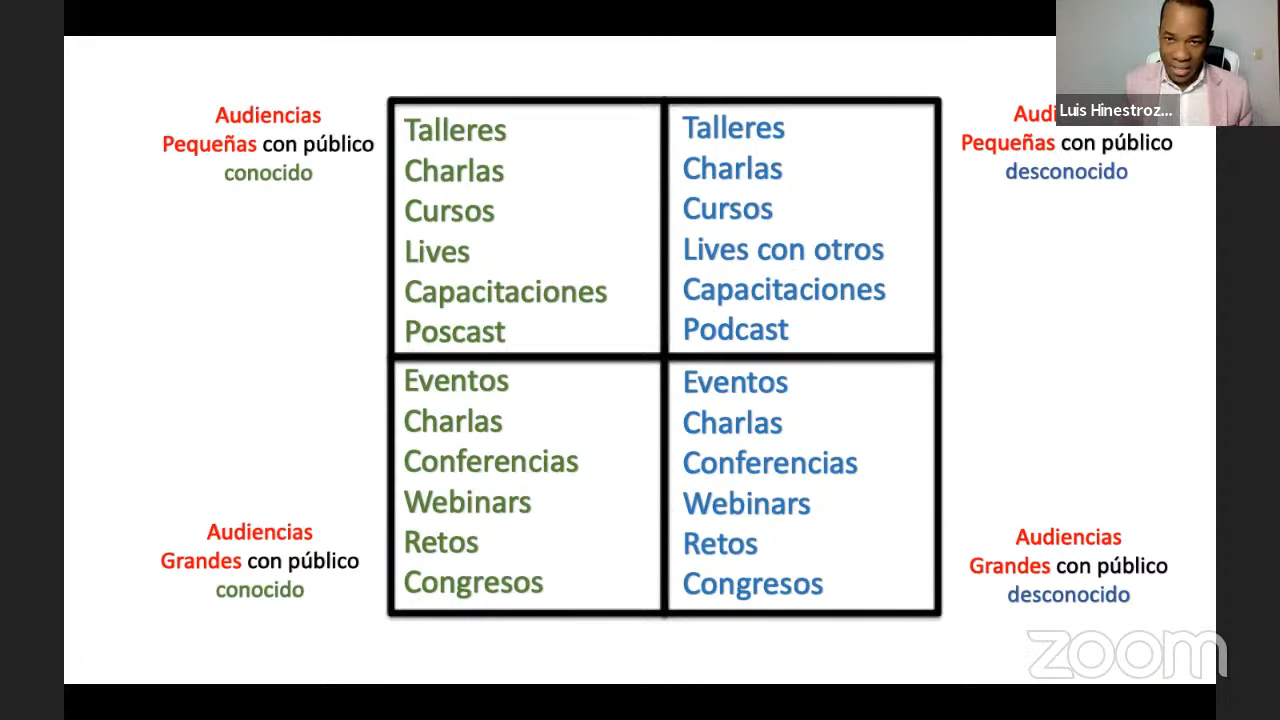 Luis Hinestroz...
Audiencias
Pequeñas con público
conocido
Talleres
Charlas
Cursos
Lives
Capacitaciones
Poscast
Talleres
Charlas
Cursos
Lives con otros
Capacitaciones
Podcast
Pequeñas con público
desconocido
Audiencias
Grandes con público
conocido
Eventos
Charlas
Conferencias
Webinars
Retos
Congresos
Eventos
Charlas
Conferencias
Webinars
Retos
Congresos
Audiencias
Grandes con público
desconocido
zoom